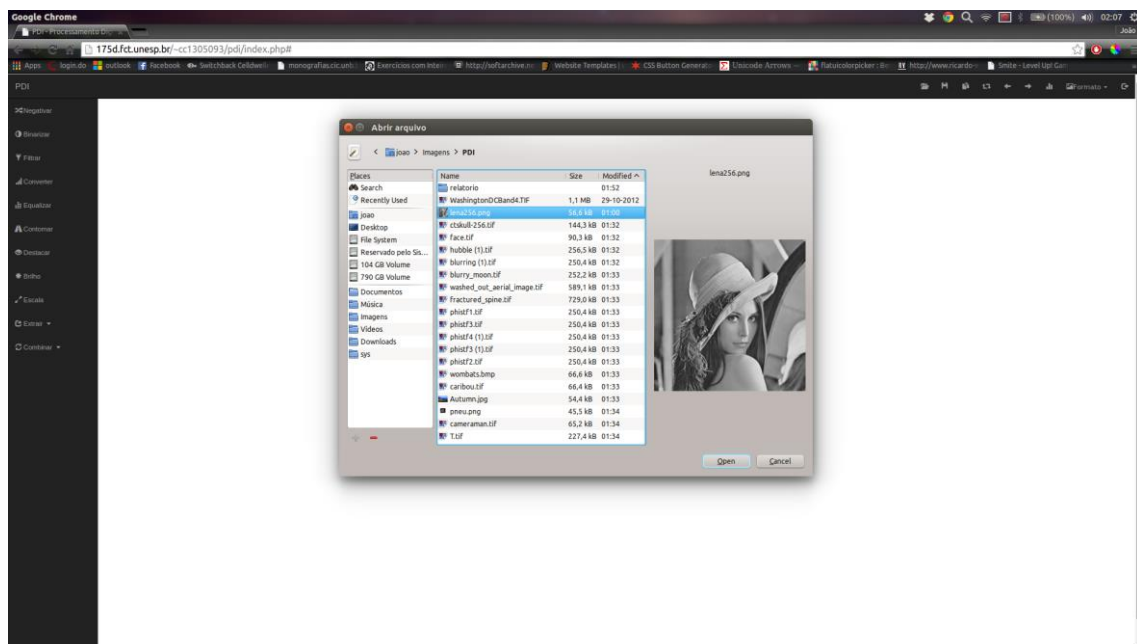 Google Chrome
(100%) 02:07
João
PDI - Processamento Dig
175d.fct.unesp.br/~cc1305093/pdi/index.php#
Apps login.do outlook Facebook Switchback Celldwell monografias.cic.unb Exercícios com Intei http://softarchive.ne Website Templates | CSS Button Generato Unicode Arrows — flatuicolorpicker : Be http://www.ricardo- Smite - Level Up! Gam
PDI
Formato
Negativar
Binarizar
Filtrar
Converter
Equalizar
Contornar
Destacar
Brilho
Escala
Extrair
Combinar
Abrir arquivo
joao Imagens PDI
Places
Search
Recently Used
joao
Desktop
File System
Reservado pelo Sis...
104 GB Volume
790 GB Volume
Documentos
Música
Imagens
Vídeos
Downloads
sys
Name Size Modified
relatorio 01:52
WashingtonDCBand4.TIF 1,1 MB 29-10-2012
lena256.png 56,6 kB 01:00
ctskull-256.tif 144,3 kB 01:32
face.tif 90,3 kB 01:32
hubble (1).tif 256,5 kB 01:32
blurring (1).tif 250,4 kB 01:32
blurry_moon.tif 252,2 kB 01:33
washed_out_aerial_image.tif 589,1 kB 01:33
fractured_spine.tif 729,0 kB 01:33
phistf1.tif 250,4 kB 01:33
phistf3.tif 250,4 kB 01:33
phistf4 (1).tif 250,4 kB 01:33
phistf3 (1).tif 250,4 kB 01:33
phistf2.tif 250,4 kB 01:33
wombats.bmp 66,6 kB 01:33
caribou.tif 66,4 kB 01:33
Autumn.jpg 54,4 kB 01:33
pneu.png 45,5 kB 01:34
cameraman.tif 65,2 kB 01:34
T.tif 227,4 kB 01:34
lena256.png
Open Cancel